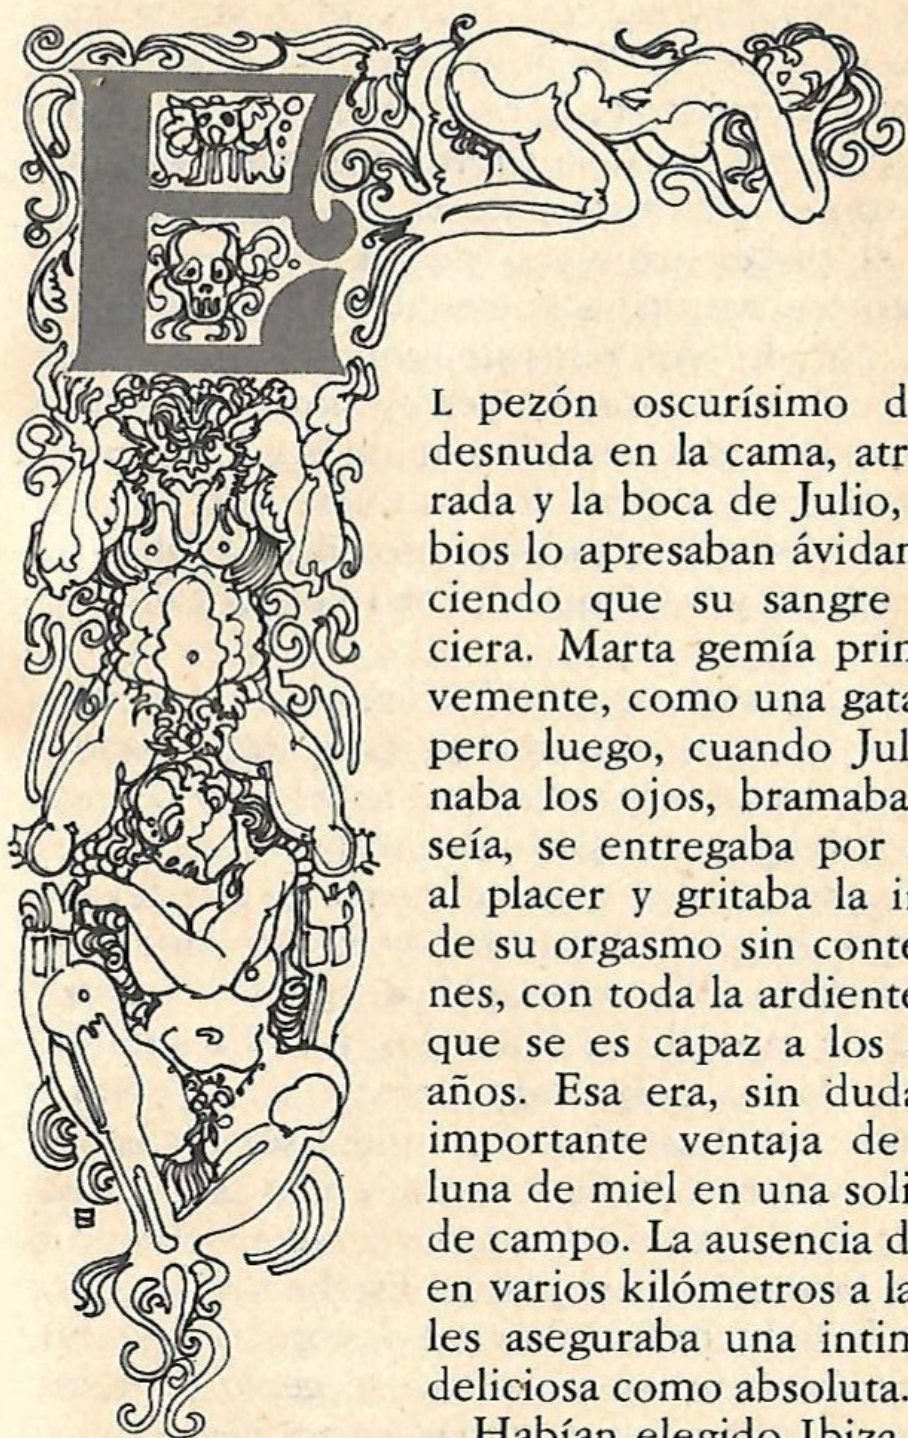 EL pezón oscurísimo d
desnuda en la cama, atr
rada y la boca de Julio,
bios lo apresaban ávidam
ciendo que su sangre
ciera. Marta gemía prim
vemente, como una gata
pero luego, cuando Jul
naba los ojos, bramaba
seía, se entregaba por
al placer y gritaba la i
de su orgasmo sin conte
nes, con toda la ardiente
que se es capaz a los
años. Esa era, sin duda
importante ventaja de
luna de miel en una soli
de campo. La ausencia d
en varios kilómetros a la
les aseguraba una intim
deliciosa como absoluta.
Habían elegido Ibiza